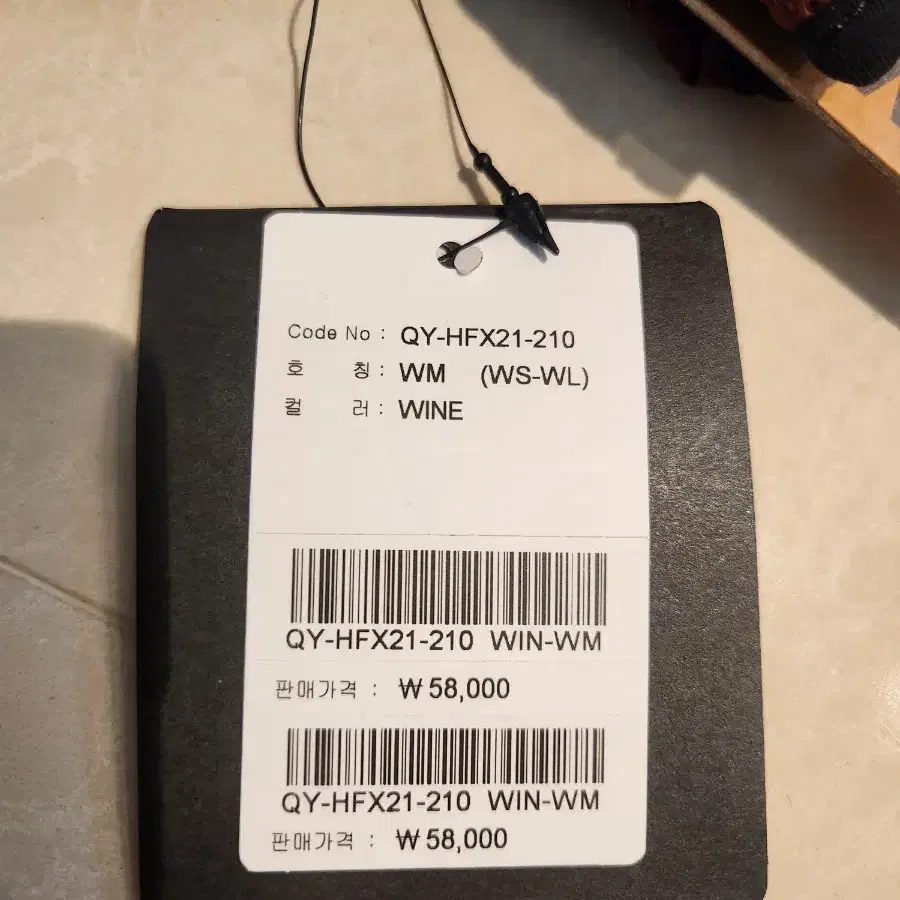 Code No : QY-HFX21-210
호 칭 : WM (WS-WL)
컬 러 : WINE
QY-HFX21-210 WIN-WM
판매가격 : ₩ 58,000
QY-HFX21-210 WIN-WM
판매가격 : ₩ 58,000